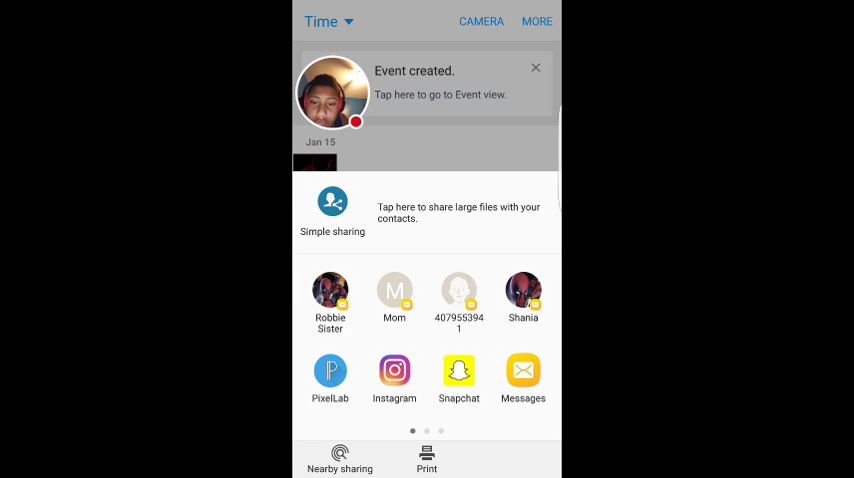 Time CAMERA MORE
Event created.
Tap here to go to Event view.
Jan 15
Tap here to share large files with your
contacts.
Simple sharing
M
Robbie
Sister
Mom
407955394
1
Shania
P
PixelLab
Instagram
Snapchat
Messages
Nearby sharing
Print